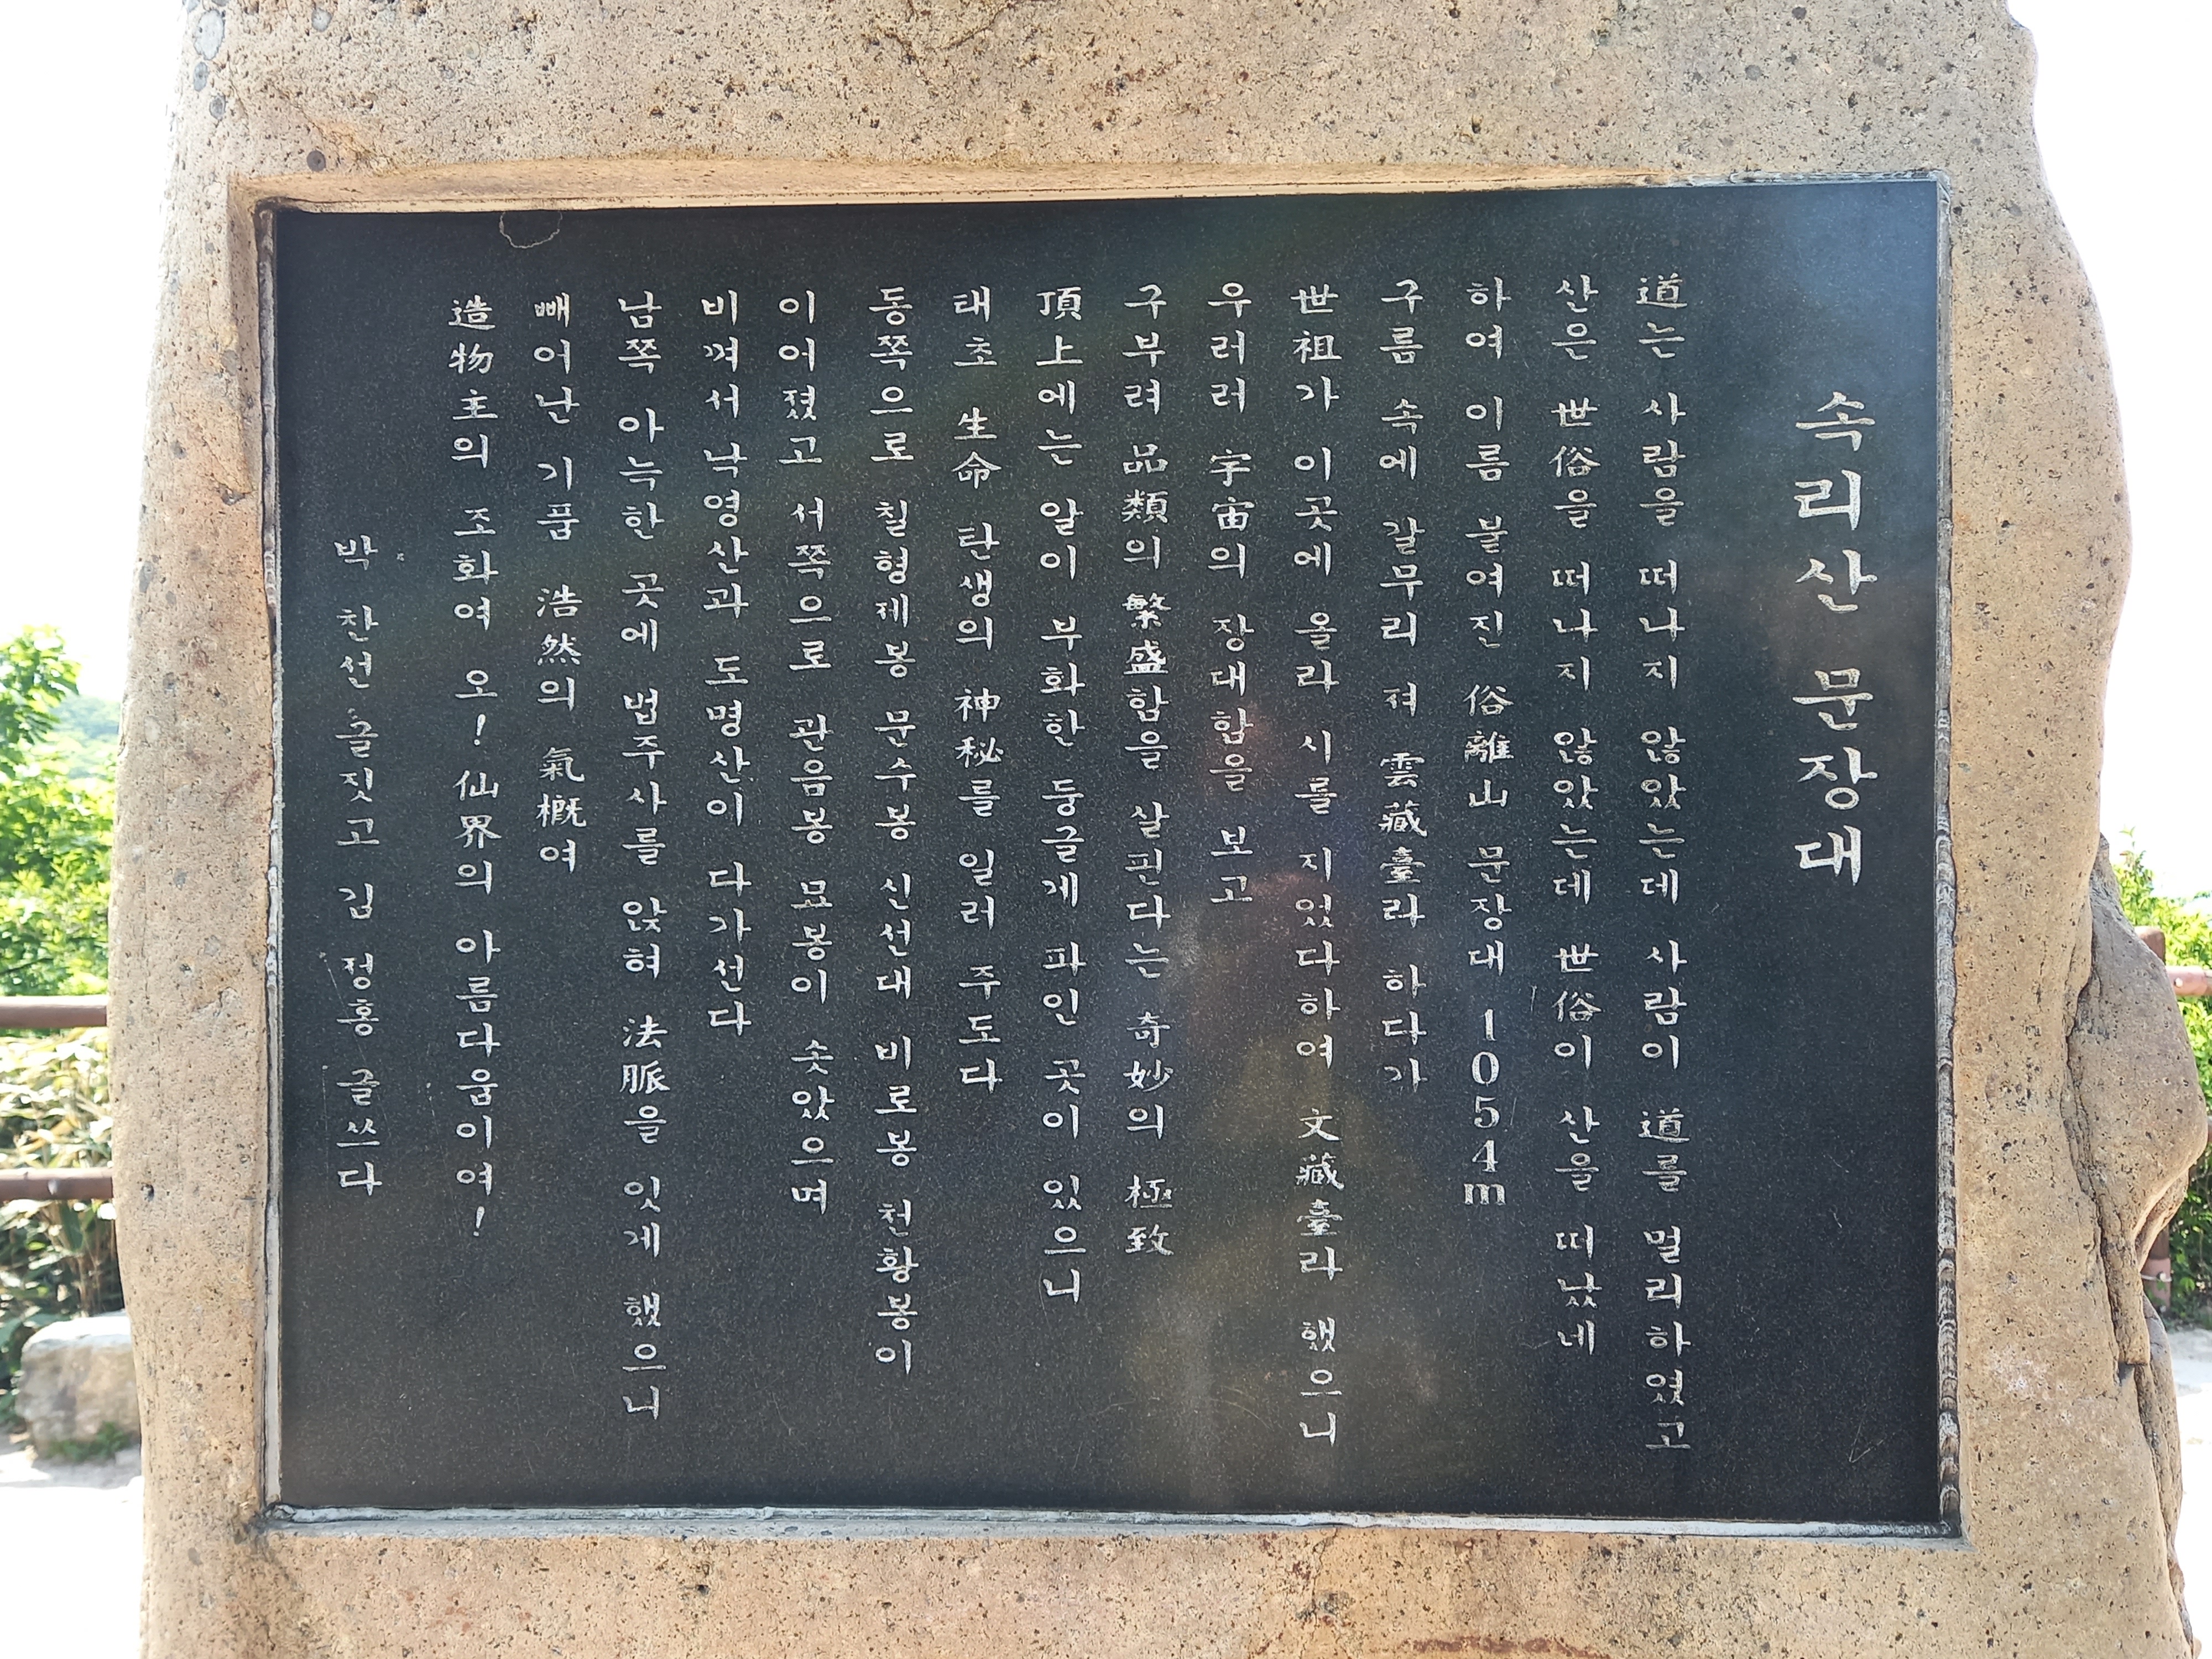 속리산 문장대
道는 사람을 떠나지 않았는데 사람이 道를 멀리하였고
산은 世俗을 떠나지 않았는데 世俗이 산을 떠났네
하여 이름 붙여진 俗離山 문장대 1054m
구름 속에 갈무리 져 雲藏臺라 하다가
世祖가 이곳에 올라 시를 지었다하여 文藏臺라 했으니
우러러 宇宙의 장대함을 보고
구부려 品類의 繁盛함을 살핀다는 奇妙의 極致
頂上에는 알이 부화한 둥글게 파인 곳이 있으니
태초 生命 탄생의 神秘를 일러 주도다
동쪽으로 칠형제봉 문수봉 신선대 비로봉 천황봉이
이어졌고 서쪽으로 관음봉 묘봉이 솟았으며
비껴서 낙영산과 도명산이 다가선다
남쪽 아늑한 곳에 법주사를 앉혀 法脈을 잇게 했으니
빼어난 기품 浩然의 氣槪여
造物主의 조화여 오! 仙界의 아름다움이여!
박 찬선 글짓고 김 정홍 글쓰다